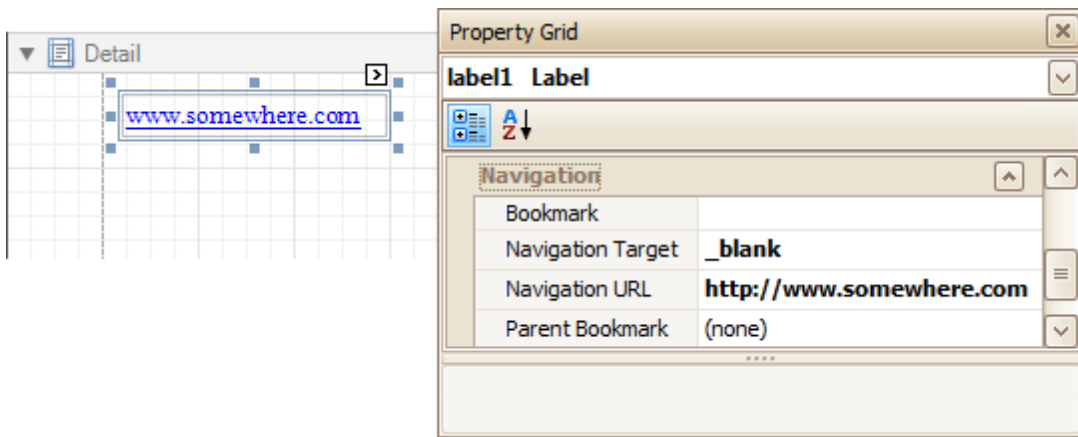 Detail
www.somewhere.com
Property Grid
label1 Label
A
Z
Navigation
Bookmark
Navigation Target _blank
Navigation URL http://www.somewhere.com
Parent Bookmark (none)